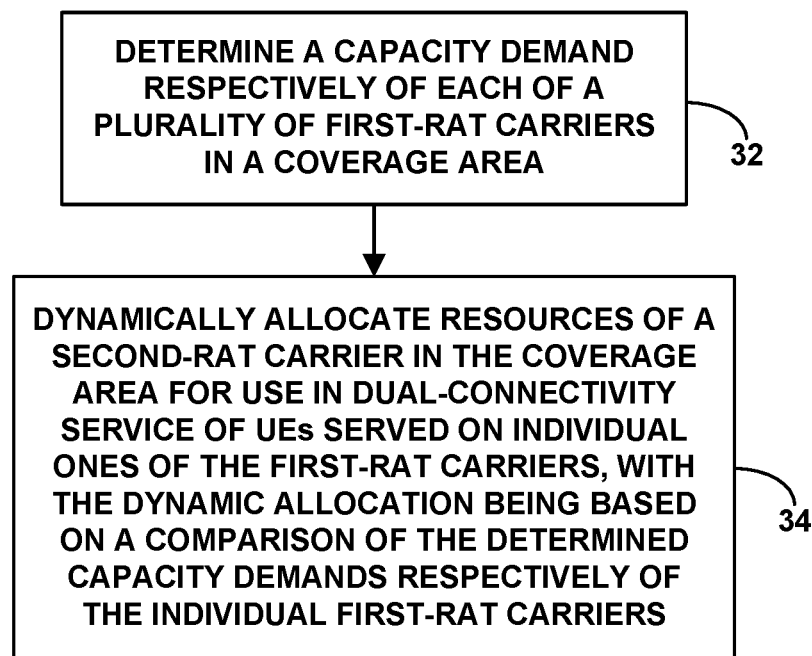 DETERMINE A CAPACITY DEMAND
RESPECTIVELY OF EACH OF A
PLURALITY OF FIRST-RAT CARRIERS
IN A COVERAGE AREA
32
DYNAMICALLY ALLOCATE RESOURCES OF A
SECOND-RAT CARRIER IN THE COVERAGE
AREA FOR USE IN DUAL-CONNECTIVITY
SERVICE OF UEs SERVED ON INDIVIDUAL
ONES OF THE FIRST-RAT CARRIERS, WITH
THE DYNAMIC ALLOCATION BEING BASED
ON A COMPARISON OF THE DETERMINED
CAPACITY DEMANDS RESPECTIVELY OF
THE INDIVIDUAL FIRST-RAT CARRIERS
34